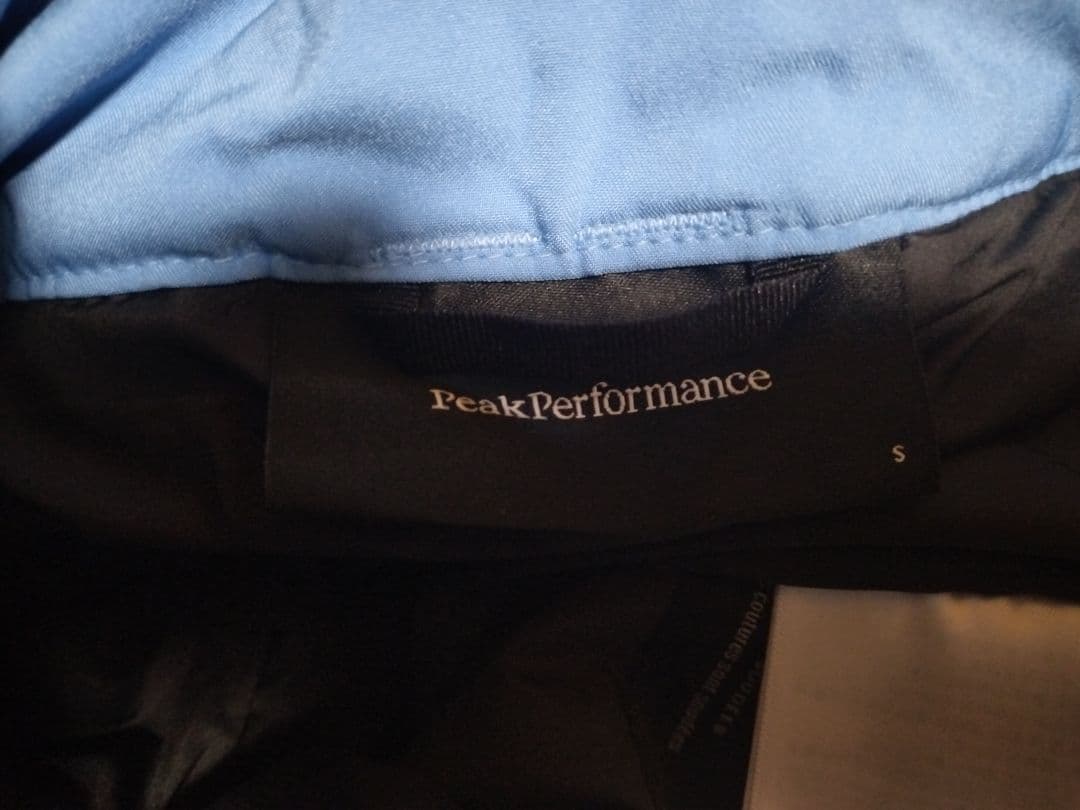 PeakPerformance
S
coutures sont